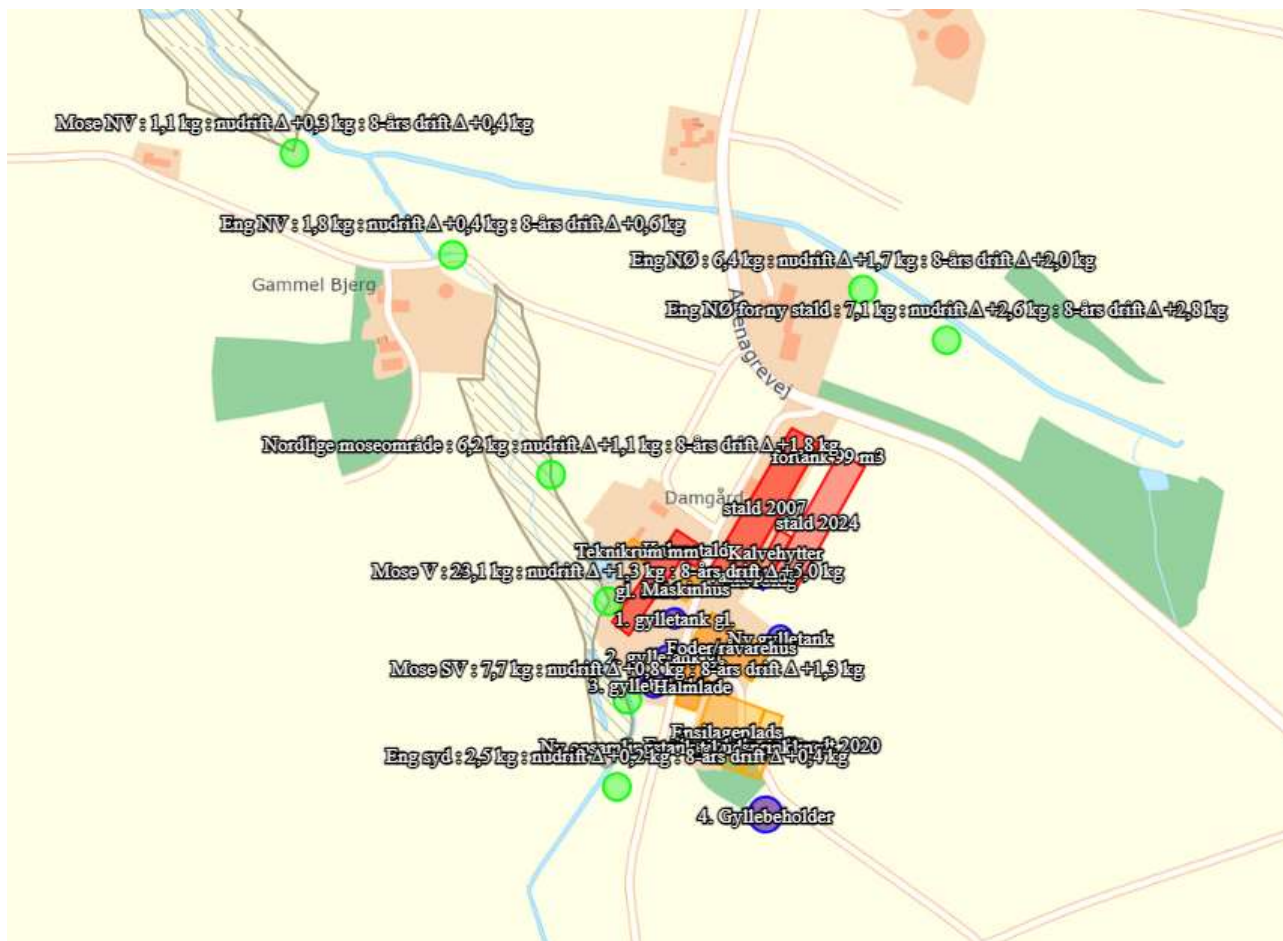 Mose NV : 1,1 kg : nudrift Δ +0,3 kg : 8-års drift Δ +0,4 kg
Eng NV : 1,8 kg : nudrift Δ +0,4 kg : 8-års drift Δ +0,6 kg
Eng NØ : 6,4 kg : nudrift Δ +1,7 kg : 8-års drift Δ +2,0 kg
Gammel Bjerg
Eng NØ for ny stald : 7,1 kg : nudrift Δ +2,6 kg : 8-års drift Δ +2,8 kg
Nordlige moseområde : 6,2 kg : nudrift Δ +1,1 kg : 8-års drift Δ +1,8 kg
fortank 99 m3
Damgård
stald 2007
stald 2024
Teknikrum mm
Kalvehytter
Mose V : 23,1 kg : nudrift Δ +1,3 kg : 8-års drift Δ +5,0 kg
gl. Maskinhus
1. gylletank gl.
Ny gylletank
Foder/råvarehus
Mose SV : 7,7 kg : nudrift Δ +0,8 kg : 8-års drift Δ +1,3 kg
Halmlade
Ensilageplads
2020
Eng syd : 2,5 kg : nudrift Δ +0,2 kg : 8-års drift Δ +0,4 kg
4. Gyllebeholder